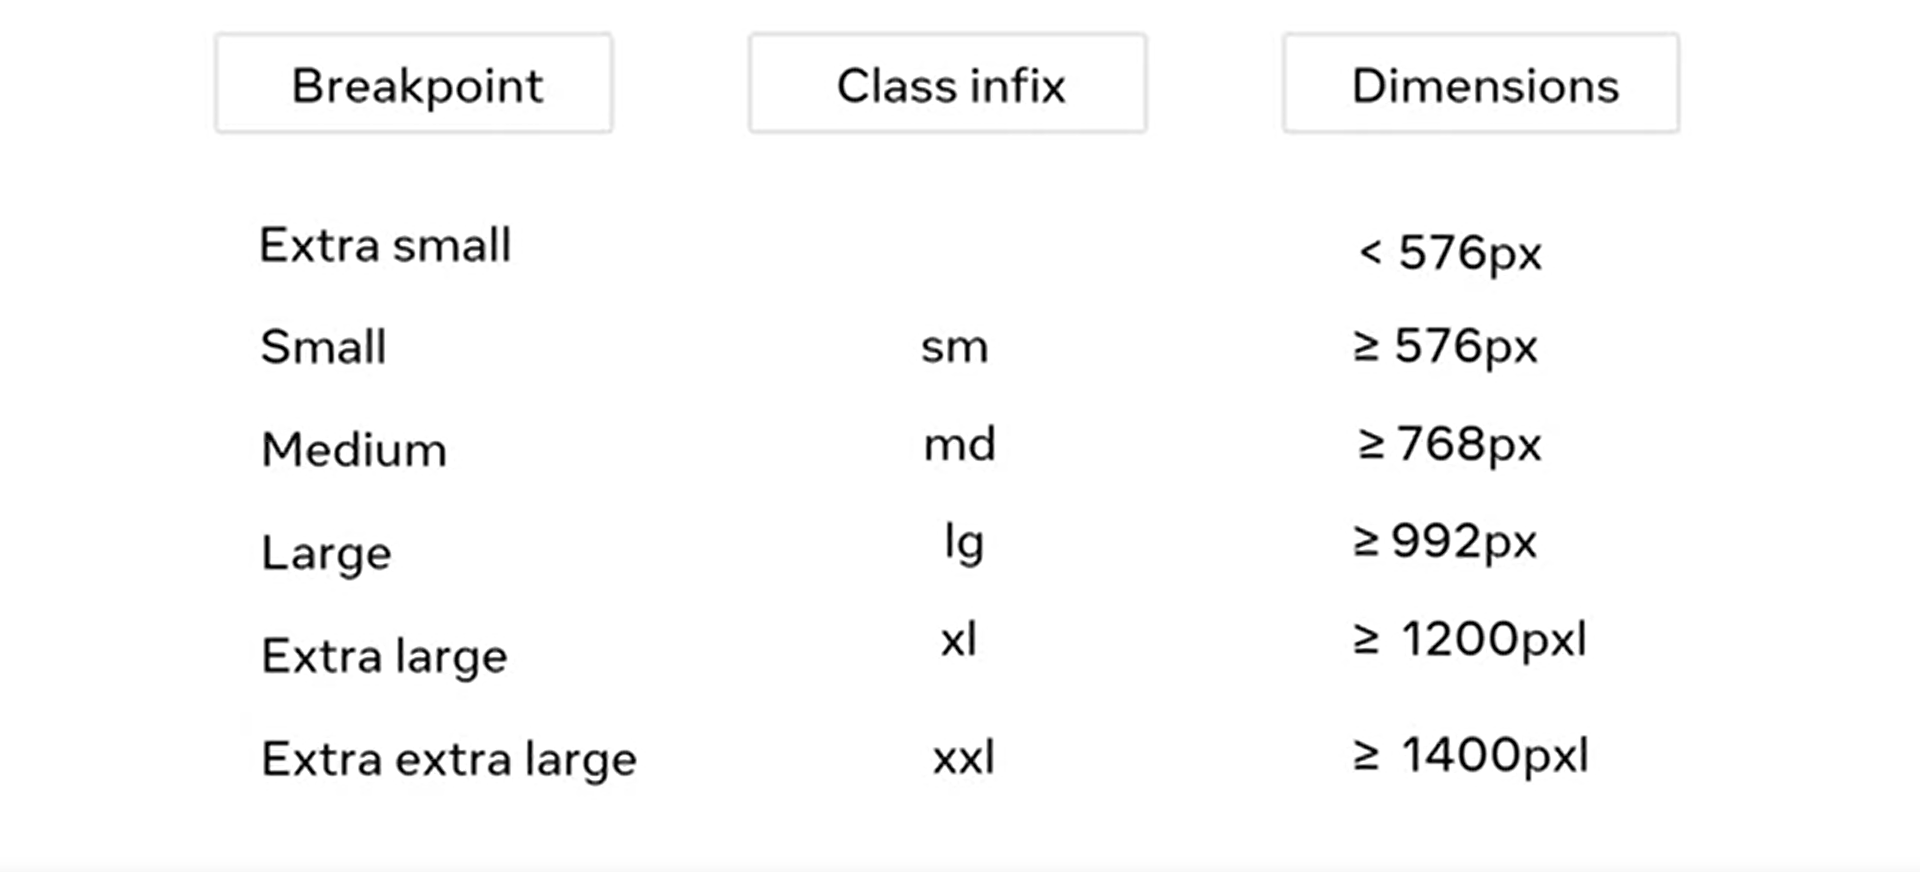 Breakpoint Class infix Dimensions
Extra small < 576px
Small sm ≥ 576px
Medium md ≥ 768px
Large lg ≥ 992px
Extra large xl ≥ 1200pxl
Extra extra large xxl ≥ 1400pxl